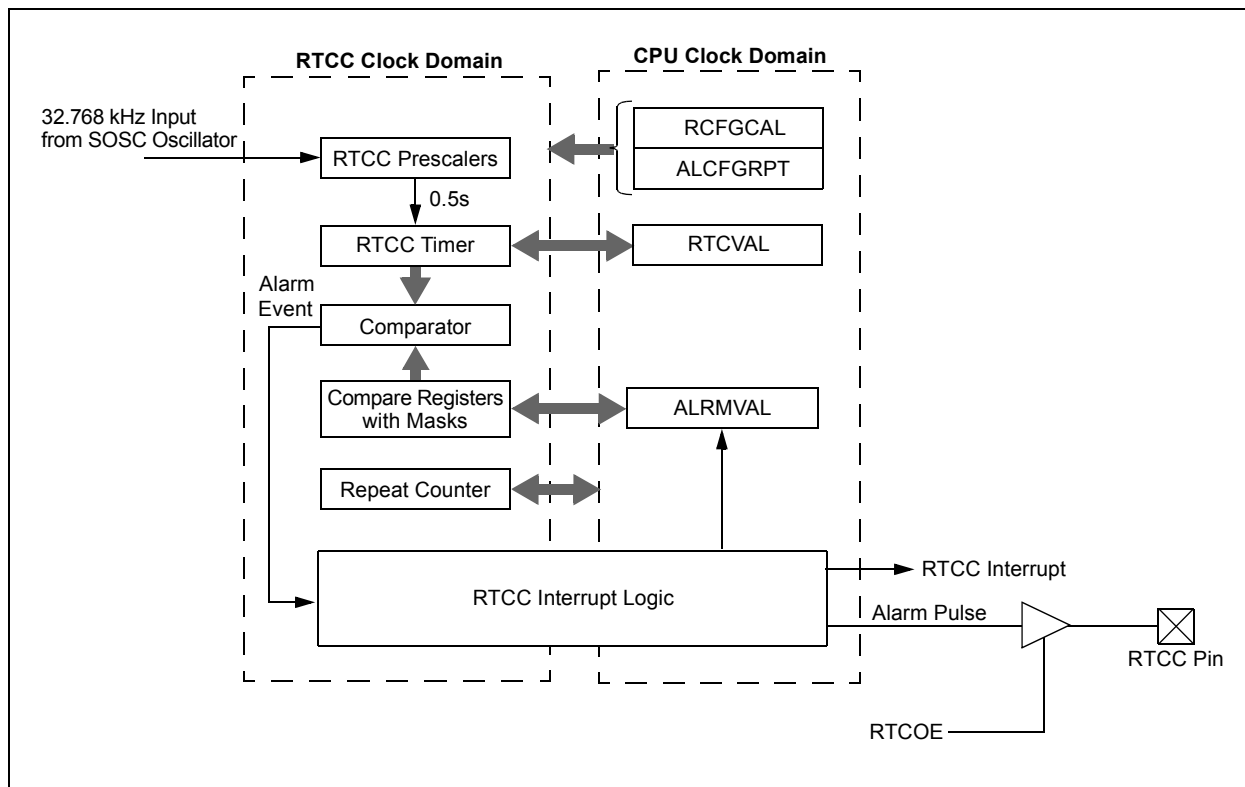 RTCC Clock Domain
CPU Clock Domain
32.768 kHz Input
from SOSC Oscillator
RCFGCAL
RTCC Prescalers
ALCFGRPT
0.5s
RTCC Timer
RTCVAL
Alarm
Event
Comparator
Compare Registers
with Masks
ALRMVAL
Repeat Counter
RTCC Interrupt Logic
RTCC Interrupt
Alarm Pulse
RTCC Pin
RTCOE